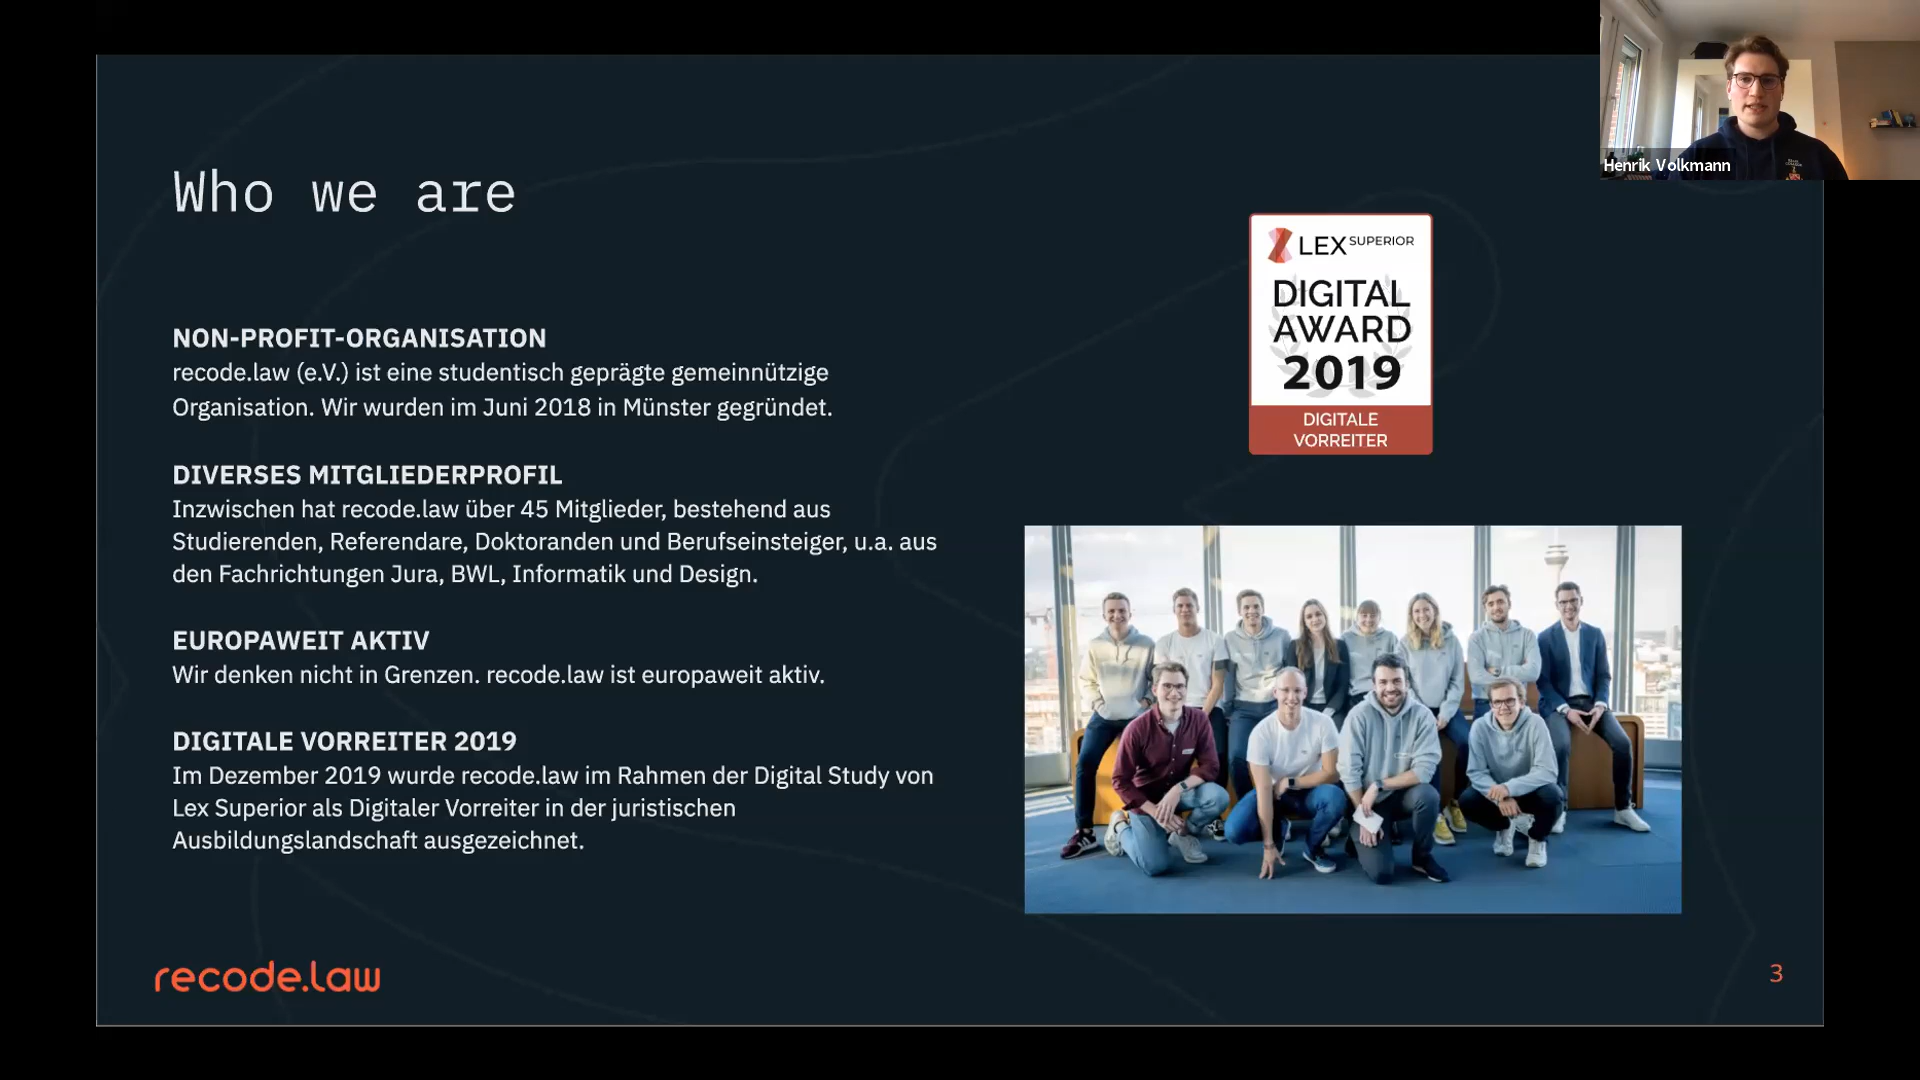 Henrik Volkmann
Who we are
NON-PROFIT-ORGANISATION
recode.law (e.V.) ist eine studentisch geprägte gemeinnützige
Organisation. Wir wurden im Juni 2018 in Münster gegründet.
DIVERSES MITGLIEDERPROFIL
Inzwischen hat recode.law über 45 Mitglieder, bestehend aus
Studierenden, Referendare, Doktoranden und Berufseinsteiger, u.a. aus
den Fachrichtungen Jura, BWL, Informatik und Design.
EUROPAWEIT AKTIV
Wir denken nicht in Grenzen. recode.law ist europaweit aktiv.
DIGITALE VORREITER 2019
Im Dezember 2019 wurde recode.law im Rahmen der Digital Study von
Lex Superior als Digitaler Vorreiter in der juristischen
Ausbildungslandschaft ausgezeichnet.
LEX SUPERIOR
DIGITAL
AWARD
2019
DIGITALE
VORREITER
recode.law
3